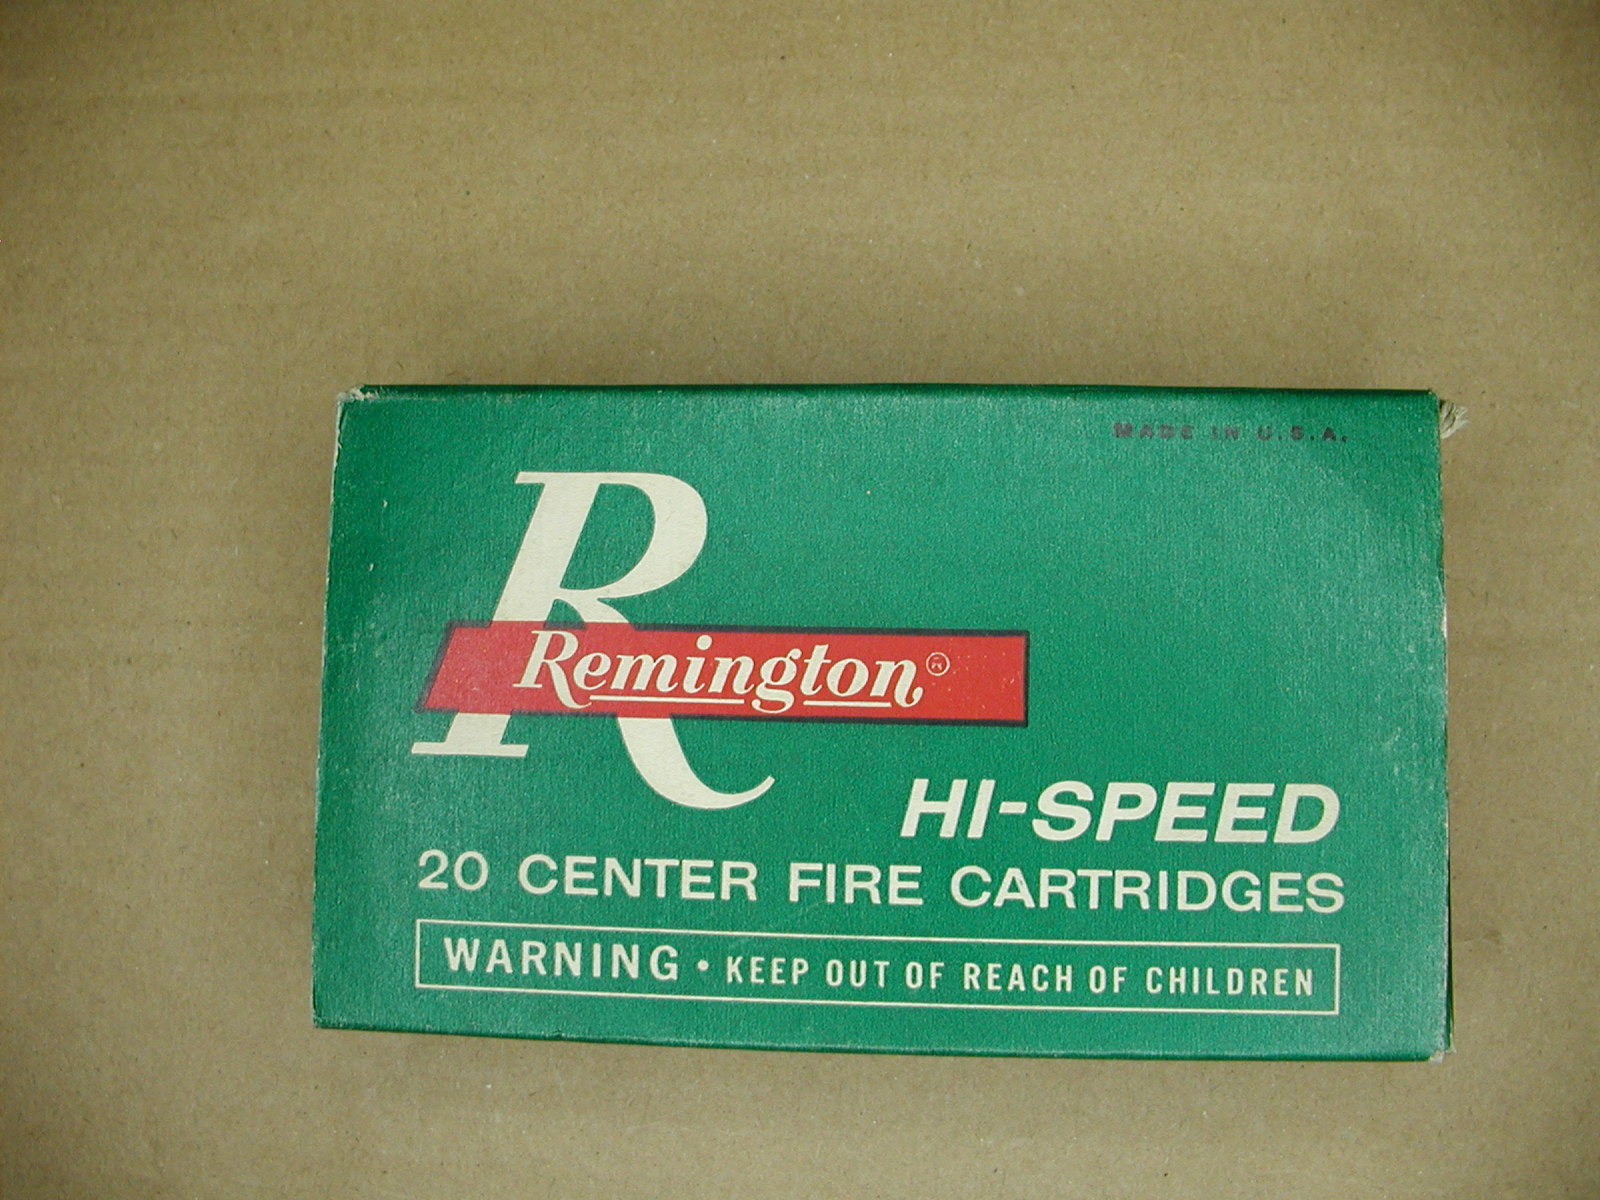 MADE IN U.S.A.
R
Remington®
HI-SPEED
20 CENTER FIRE CARTRIDGES
WARNING • KEEP OUT OF REACH OF CHILDREN